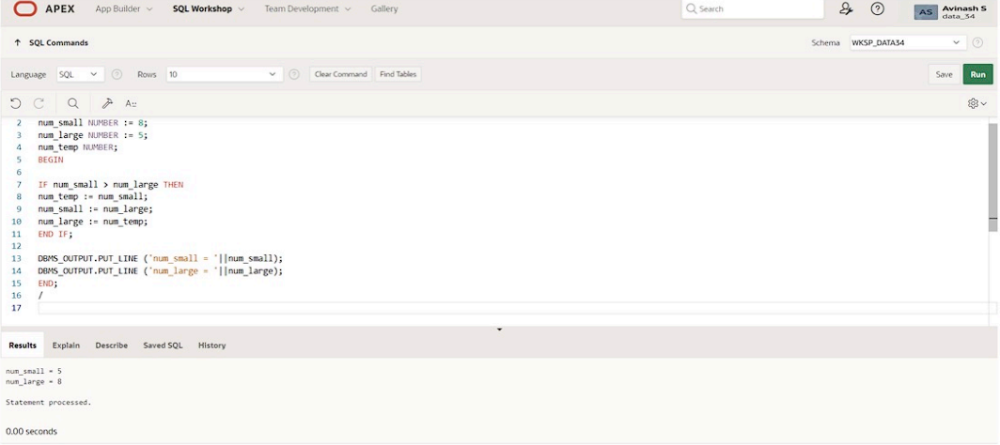 APEX App Builder SQL Workshop Team Development Gallery Search AS Avinash S
data_34
↑ SQL Commands Schema WKSP_DATA34
Language SQL Rows 10 Clear Command Find Tables Save Run
A::
2 num_small NUMBER := 8;
3 num_large NUMBER := 5;
4 num_temp NUMBER;
5 BEGIN
6
7 IF num_small > num_large THEN
8 num_temp := num_small;
9 num_small := num_large;
10 num_large := num_temp;
11 END IF;
12
13 DBMS_OUTPUT.PUT_LINE ('num_small = '||num_small);
14 DBMS_OUTPUT.PUT_LINE ('num_large = '||num_large);
15 END;
16 /
17
Results Explain Describe Saved SQL History
num_small = 5
num_large = 8
Statement processed.
0.00 seconds